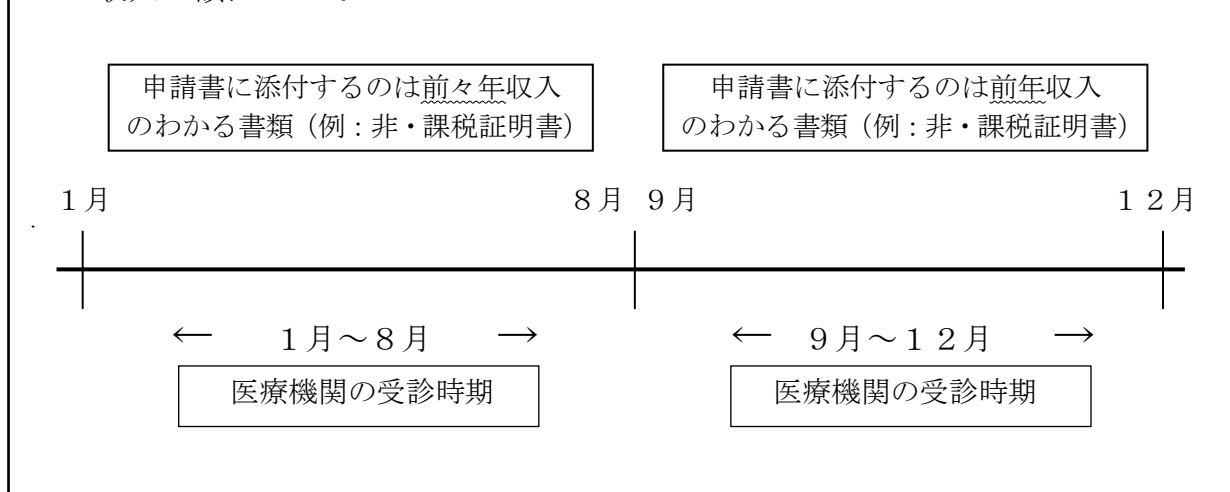 申請書に添付するのは前々年収入
のわかる書類（例：非・課税証明書）
申請書に添付するのは前年収入
のわかる書類（例：非・課税証明書）
１月
８月
９月
１２月
← １月～８月 →
← ９月～１２月 →
医療機関の受診時期
医療機関の受診時期